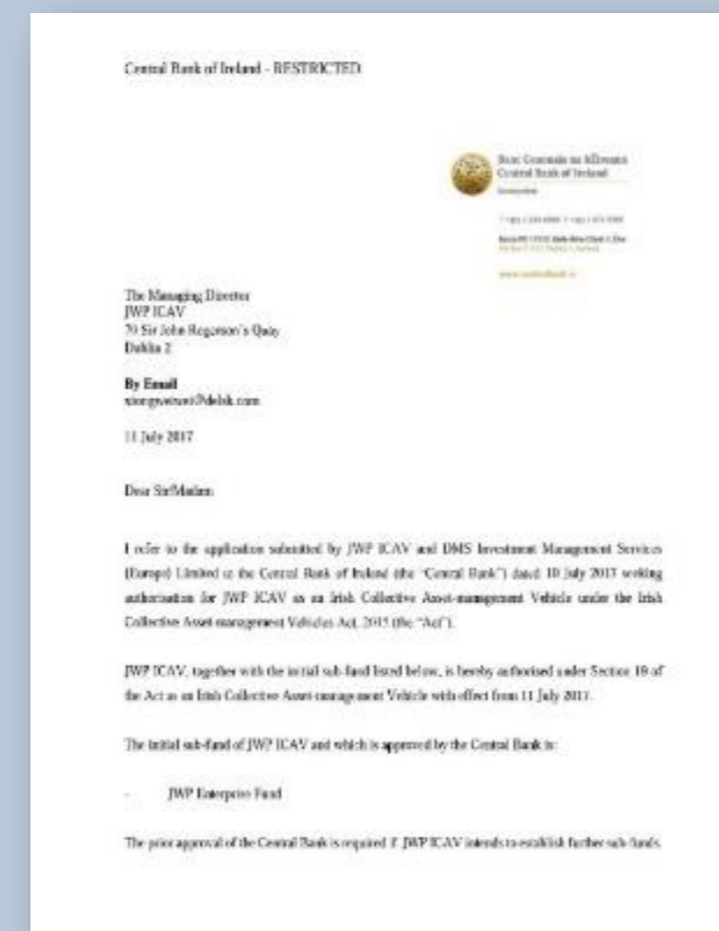 Central Bank of Ireland - RESTRICTED
Banc Ceannais na hÉireann
Central Bank of Ireland
The Managing Director
JWP ICAV
70 Sir John Rogerson's Quay
Dublin 2
By Email
11 July 2017
Dear Sir/Madam
I refer to the application submitted by JWP ICAV and DMS Investment Management Services
(Europe) Limited to the Central Bank of Ireland (the "Central Bank") dated 10 July 2017 seeking
authorisation for JWP ICAV as an Irish Collective Asset-management Vehicle under the Irish
Collective Asset-management Vehicles Act, 2015 (the "Act").
JWP ICAV, together with the initial sub-fund listed below, is hereby authorised under Section 19 of
the Act as an Irish Collective Asset-management Vehicle with effect from 11 July 2017.
The initial sub-fund of JWP ICAV and which is approved by the Central Bank is:
- JWP Enterprise Fund
The prior approval of the Central Bank is required if JWP ICAV intends to establish further sub-funds.